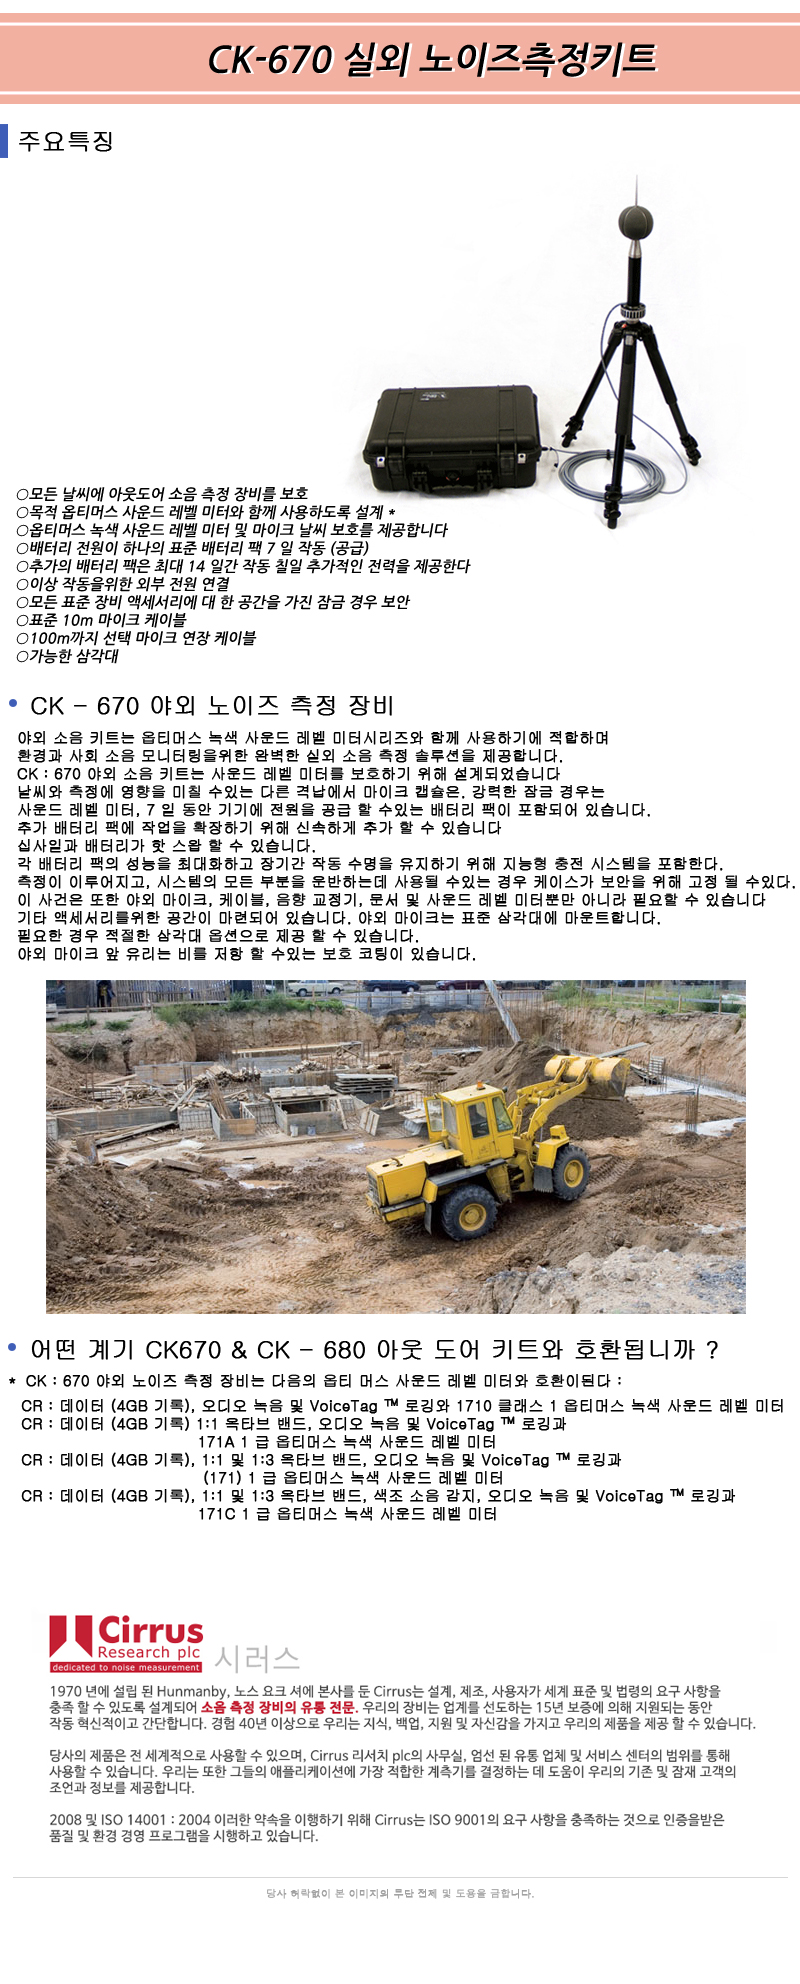 CK-670 실외 노이즈측정키트
주요특징
○모든 날씨에 아웃도어 소음 측정 장비를 보호
○목적 옵티머스 사운드 레벨 미터와 함께 사용하도록 설계 *
○옵티머스 녹색 사운드 레벨 미터 및 마이크 날씨 보호를 제공합니다
○배터리 전원이 하나의 표준 배터리 팩 7 일 작동 (공급)
○추가의 배터리 팩은 최대 14 일간 작동 칠일 추가적인 전력을 제공한다
○이상 작동을위한 외부 전원 연결
○모든 표준 장비 액세서리에 대 한 공간을 가진 잠금 경우 보안
○표준 10m 마이크 케이블
○100m까지 선택 마이크 연장 케이블
○가능한 삼각대
• CK - 670 야외 노이즈 측정 장비
야외 소음 키트는 옵티머스 녹색 사운드 레벨 미터시리즈와 함께 사용하기에 적합하며
환경과 사회 소음 모니터링을위한 완벽한 실외 소음 측정 솔루션을 제공합니다.
CK : 670 야외 소음 키트는 사운드 레벨 미터를 보호하기 위해 설계되었습니다
날씨와 측정에 영향을 미칠 수있는 다른 격납에서 마이크 캡슐은. 강력한 잠금 경우는
사운드 레벨 미터, 7 일 동안 기기에 전원을 공급 할 수있는 배터리 팩이 포함되어 있습니다.
추가 배터리 팩에 작업을 확장하기 위해 신속하게 추가 할 수 있습니다
십사일과 배터리가 핫 스왑 할 수 있습니다.
각 배터리 팩의 성능을 최대화하고 장기간 작동 수명을 유지하기 위해 지능형 충전 시스템을 포함한다.
측정이 이루어지고, 시스템의 모든 부분을 운반하는데 사용될 수있는 경우 케이스가 보안을 위해 고정 될 수있다.
이 사건은 또한 야외 마이크, 케이블, 음향 교정기, 문서 및 사운드 레벨 미터뿐만 아니라 필요할 수 있습니다
기타 액세서리를위한 공간이 마련되어 있습니다. 야외 마이크는 표준 삼각대에 마운트합니다.
필요한 경우 적절한 삼각대 옵션으로 제공 할 수 있습니다.
야외 마이크 앞 유리는 비를 저항 할 수있는 보호 코팅이 있습니다.
• 어떤 계기 CK670 & CK - 680 아웃 도어 키트와 호환됩니까 ?
* CK : 670 야외 노이즈 측정 장비는 다음의 옵티 머스 사운드 레벨 미터와 호환이된다 :
CR : 데이터 (4GB 기록), 오디오 녹음 및 VoiceTag ™ 로깅와 1710 클래스 1 옵티머스 녹색 사운드 레벨 미터
CR : 데이터 (4GB 기록) 1:1 옥타브 밴드, 오디오 녹음 및 VoiceTag ™ 로깅과
171A 1 급 옵티머스 녹색 사운드 레벨 미터
CR : 데이터 (4GB 기록), 1:1 및 1:3 옥타브 밴드, 오디오 녹음 및 VoiceTag ™ 로깅과
(171) 1 급 옵티머스 녹색 사운드 레벨 미터
CR : 데이터 (4GB 기록), 1:1 및 1:3 옥타브 밴드, 색조 소음 감지, 오디오 녹음 및 VoiceTag ™ 로깅과
171C 1 급 옵티머스 녹색 사운드 레벨 미터
Cirrus
Research plc
dedicated to noise measurement
시러스
1970 년에 설립 된 Hunmanby, 노스 요크 셔에 본사를 둔 Cirrus는 설계, 제조, 사용자가 세계 표준 및 법령의 요구 사항을
충족 할 수 있도록 설계되어 소음 측정 장비의 유통 전문. 우리의 장비는 업계를 선도하는 15년 보증에 의해 지원되는 동안
작동 혁신적이고 간단합니다. 경험 40년 이상으로 우리는 지식, 백업, 지원 및 자신감을 가지고 우리의 제품을 제공 할 수 있습니다.
당사의 제품은 전 세계적으로 사용할 수 있으며, Cirrus 리서치 plc의 사무실, 엄선 된 유통 업체 및 서비스 센터의 범위를 통해
사용할 수 있습니다. 우리는 또한 그들의 애플리케이션에 가장 적합한 계측기를 결정하는 데 도움이 우리의 기존 및 잠재 고객의
조언과 정보를 제공합니다.
2008 및 ISO 14001 : 2004 이러한 약속을 이행하기 위해 Cirrus는 ISO 9001의 요구 사항을 충족하는 것으로 인증을받은
품질 및 환경 경영 프로그램을 시행하고 있습니다.
당사 허락없이 본 이미지의 무단 전제 및 도용을 금합니다.